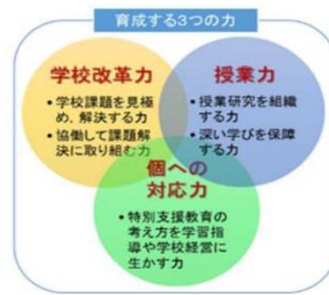 育成する3つの力
学校改革力
• 学校課題を見極
め、解決する力
• 協働して課題解
決に取り組む力
授業力
• 授業研究を組織
する力
• 深い学びを保障
する力
個への
対応力
• 特別支援教育の
考え方を学習指
導や学校経営に
生かす力